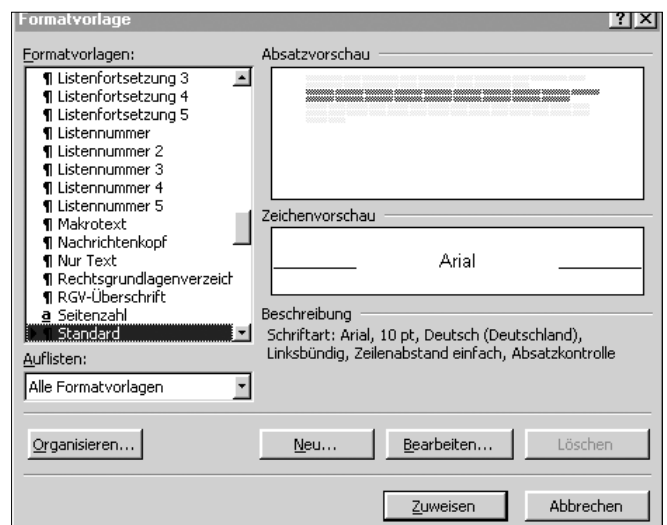 Formatvorlage
Formatvorlagen:
¶ Listenfortsetzung 3
¶ Listenfortsetzung 4
¶ Listenfortsetzung 5
¶ Listennummer
¶ Listennummer 2
¶ Listennummer 3
¶ Listennummer 4
¶ Listennummer 5
¶ Makrotext
¶ Nachrichtenkopf
¶ Nur Text
¶ Rechtsgrundlagenverzeich
¶ RGV-Überschrift
a Seitenzahl
¶ Standard
Auflisten:
Alle Formatvorlagen
Absatzvorschau
Zeichenvorschau
Arial
Beschreibung
Schriftart: Arial, 10 pt, Deutsch (Deutschland),
Linksbündig, Zeilenabstand einfach, Absatzkontrolle
Organisieren... Neu... Bearbeiten... Löschen
Zuweisen Abbrechen